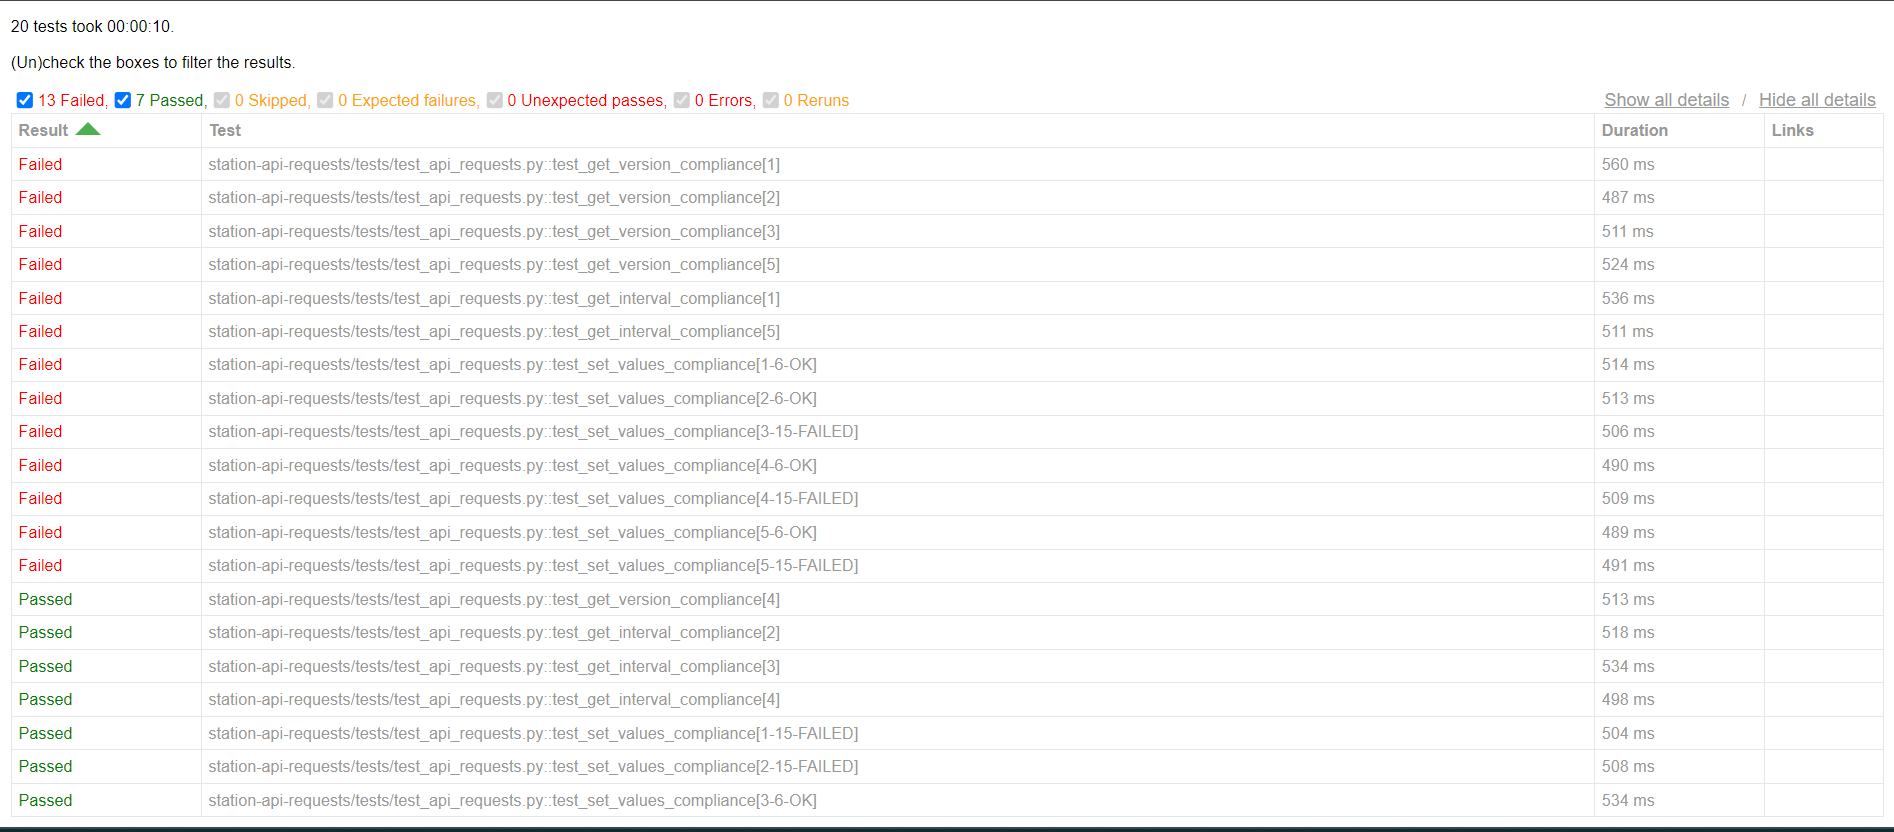 20 tests took 00:00:10.
(Un)check the boxes to filter the results.
13 Failed, 7 Passed, 0 Skipped, 0 Expected failures, 0 Unexpected passes, 0 Errors, 0 Reruns Show all details / Hide all details
Result Test Duration Links
Failed station-api-requests/tests/test_api_requests.py::test_get_version_compliance[1] 560 ms
Failed station-api-requests/tests/test_api_requests.py::test_get_version_compliance[2] 487 ms
Failed station-api-requests/tests/test_api_requests.py::test_get_version_compliance[3] 511 ms
Failed station-api-requests/tests/test_api_requests.py::test_get_version_compliance[5] 524 ms
Failed station-api-requests/tests/test_api_requests.py::test_get_interval_compliance[1] 536 ms
Failed station-api-requests/tests/test_api_requests.py::test_get_interval_compliance[5] 511 ms
Failed station-api-requests/tests/test_api_requests.py::test_set_values_compliance[1-6-OK] 514 ms
Failed station-api-requests/tests/test_api_requests.py::test_set_values_compliance[2-6-OK] 513 ms
Failed station-api-requests/tests/test_api_requests.py::test_set_values_compliance[3-15-FAILED] 506 ms
Failed station-api-requests/tests/test_api_requests.py::test_set_values_compliance[4-6-OK] 490 ms
Failed station-api-requests/tests/test_api_requests.py::test_set_values_compliance[4-15-FAILED] 509 ms
Failed station-api-requests/tests/test_api_requests.py::test_set_values_compliance[5-6-OK] 489 ms
Failed station-api-requests/tests/test_api_requests.py::test_set_values_compliance[5-15-FAILED] 491 ms
Passed station-api-requests/tests/test_api_requests.py::test_get_version_compliance[4] 513 ms
Passed station-api-requests/tests/test_api_requests.py::test_get_interval_compliance[2] 518 ms
Passed station-api-requests/tests/test_api_requests.py::test_get_interval_compliance[3] 534 ms
Passed station-api-requests/tests/test_api_requests.py::test_get_interval_compliance[4] 498 ms
Passed station-api-requests/tests/test_api_requests.py::test_set_values_compliance[1-15-FAILED] 504 ms
Passed station-api-requests/tests/test_api_requests.py::test_set_values_compliance[2-15-FAILED] 508 ms
Passed station-api-requests/tests/test_api_requests.py::test_set_values_compliance[3-6-OK] 534 ms